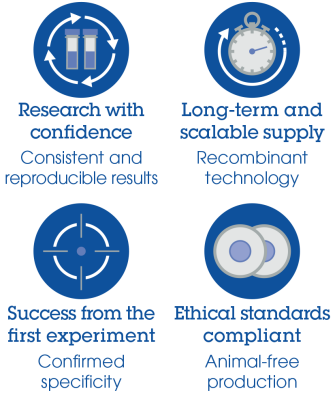 Research with
confidence
Consistent and
reproducible results
Long-term and
scalable supply
Recombinant
technology
Success from the
first experiment
Confirmed
specificity
Ethical standards
compliant
Animal-free
production